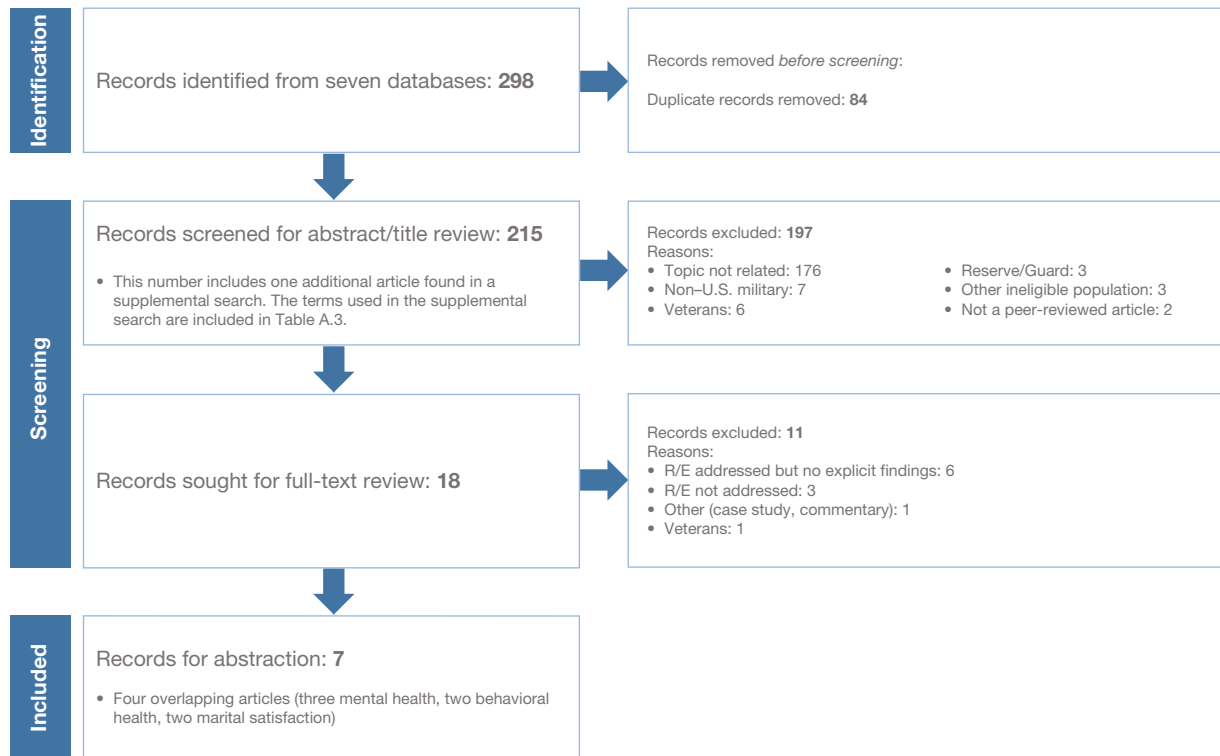 Identification
Records identified from seven databases: 298
Records removed before screening:
Duplicate records removed: 84
Screening
Records screened for abstract/title review: 215
• This number includes one additional article found in a
supplemental search. The terms used in the supplemental
search are included in Table A.3.
Records excluded: 197
Reasons:
• Topic not related: 176
• Non–U.S. military: 7
• Veterans: 6
• Reserve/Guard: 3
• Other ineligible population: 3
• Not a peer-reviewed article: 2
Records sought for full-text review: 18
Records excluded: 11
Reasons:
• R/E addressed but no explicit findings: 6
• R/E not addressed: 3
• Other (case study, commentary): 1
• Veterans: 1
Included
Records for abstraction: 7
• Four overlapping articles (three mental health, two behavioral
health, two marital satisfaction)